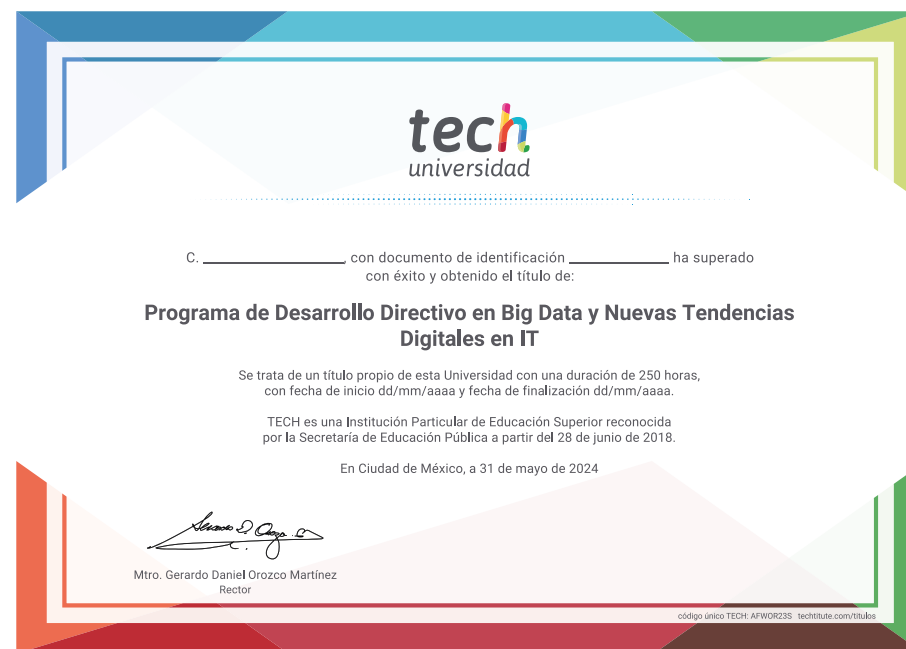 tech
universidad
C. ____________________, con documento de identificación ______________ ha superado
con éxito y obtenido el título de:
Programa de Desarrollo Directivo en Big Data y Nuevas Tendencias
Digitales en IT
Se trata de un título propio de esta Universidad con una duración de 250 horas,
con fecha de inicio dd/mm/aaaa y fecha de finalización dd/mm/aaaa.
TECH es una Institución Particular de Educación Superior reconocida
por la Secretaría de Educación Pública a partir del 28 de junio de 2018.
En Ciudad de México, a 31 de mayo de 2024
Mtro. Gerardo Daniel Orozco Martínez
Rector
código único TECH: AFWOR23S techtitute.com/titulos